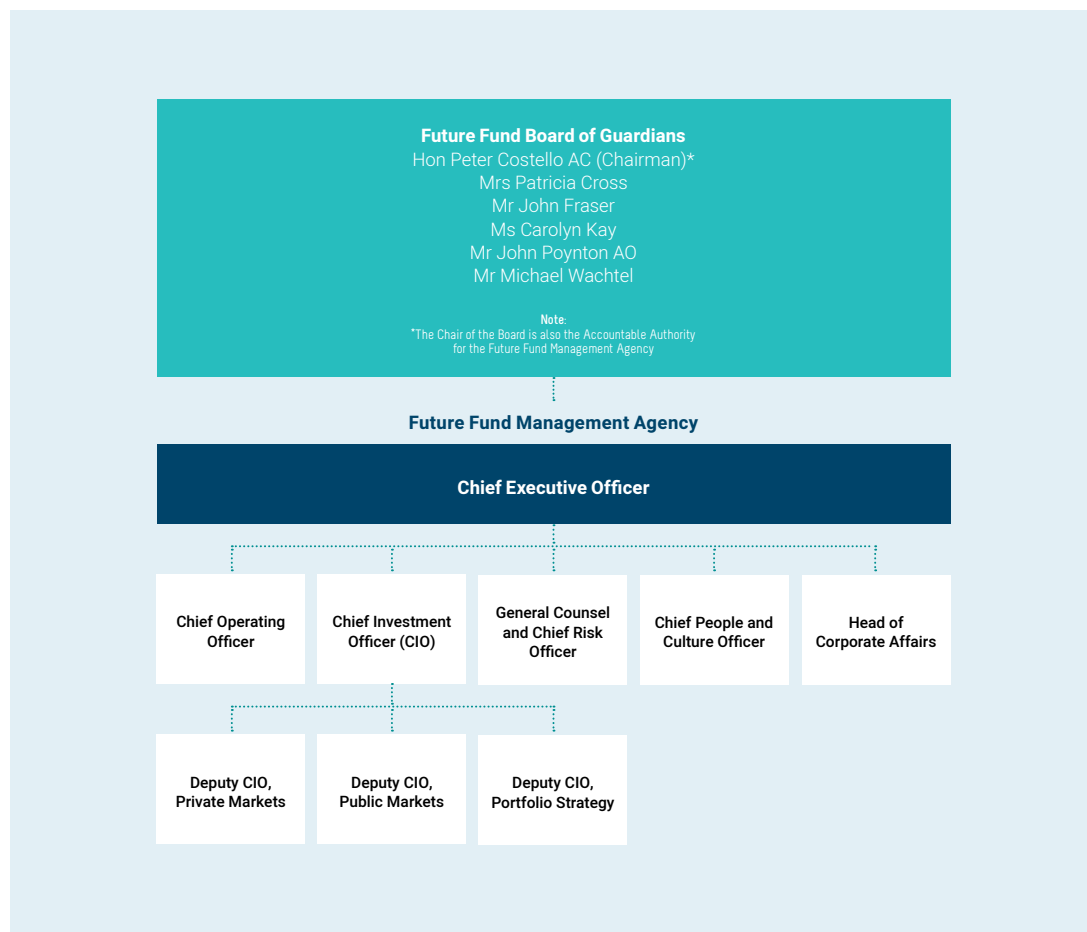 Future Fund Board of Guardians
Hon Peter Costello AC (Chairman)*
Mrs Patricia Cross
Mr John Fraser
Ms Carolyn Kay
Mr John Poynton AO
Mr Michael Wachtel
Note:
*The Chair of the Board is also the Accountable Authority
for the Future Fund Management Agency
Future Fund Management Agency
Chief Executive Officer
Chief Operating
Officer
Chief Investment
Officer (CIO)
General Counsel
and Chief Risk
Officer
Chief People and
Culture Officer
Head of
Corporate Affairs
Deputy CIO,
Private Markets
Deputy CIO,
Public Markets
Deputy CIO,
Portfolio Strategy